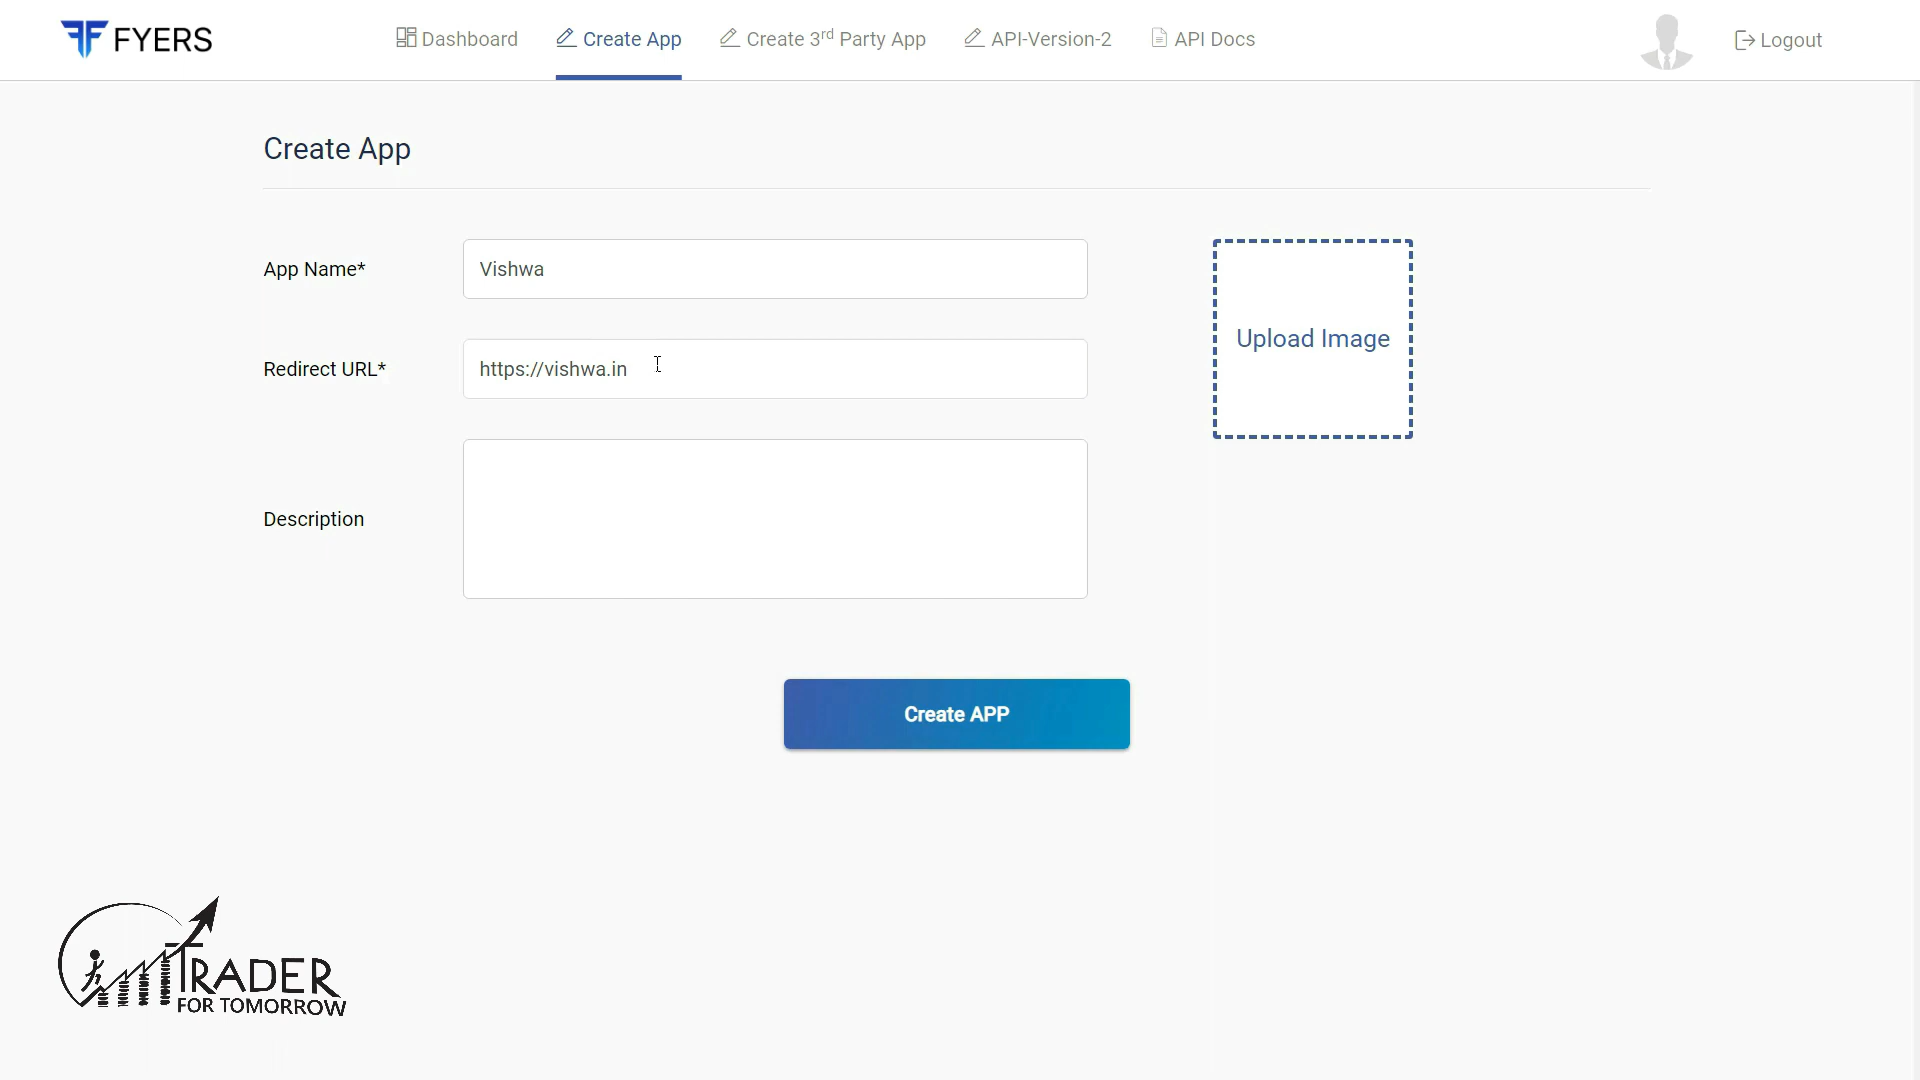 FYERS
Dashboard
Create App
Create 3rd Party App
API-Version-2
API Docs
Logout
Create App
App Name*
Vishwa
Upload Image
Redirect URL*
https://vishwa.in
Description
Create APP
TRADER
FOR TOMORROW